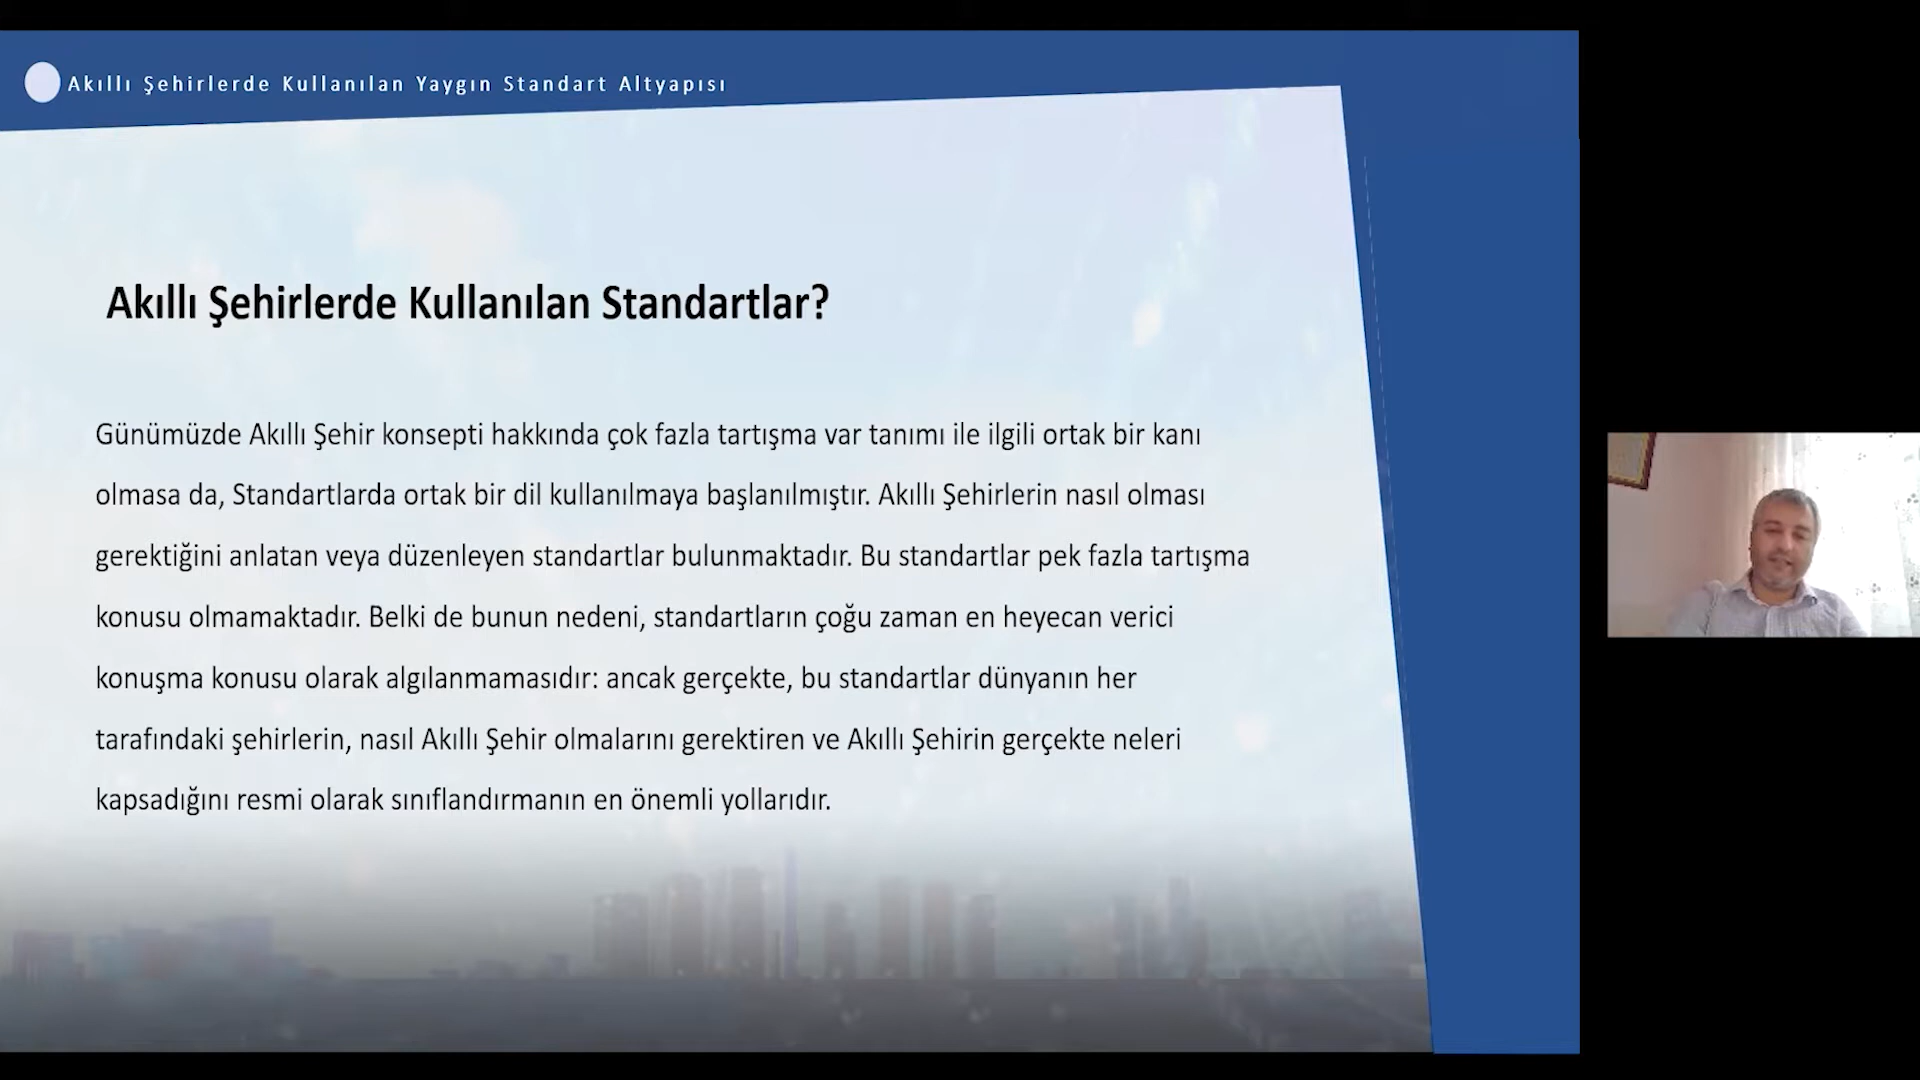 Akıllı Şehirlerde Kullanılan Yaygın Standart Altyapısı
Akıllı Şehirlerde Kullanılan Standartlar?
Günümüzde Akıllı Şehir konsepti hakkında çok fazla tartışma var tanımı ile ilgili ortak bir kanı
olmasa da, Standartlarda ortak bir dil kullanılmaya başlanılmıştır. Akıllı Şehirlerin nasıl olması
gerektiğini anlatan veya düzenleyen standartlar bulunmaktadır. Bu standartlar pek fazla tartışma
konusu olmamaktadır. Belki de bunun nedeni, standartların çoğu zaman en heyecan verici
konuşma konusu olarak algılanmamasıdır: ancak gerçekte, bu standartlar dünyanın her
tarafındaki şehirlerin, nasıl Akıllı Şehir olmalarını gerektiren ve Akıllı Şehirin gerçekte neleri
kapsadığını resmi olarak sınıflandırmanın en önemli yollarıdır.